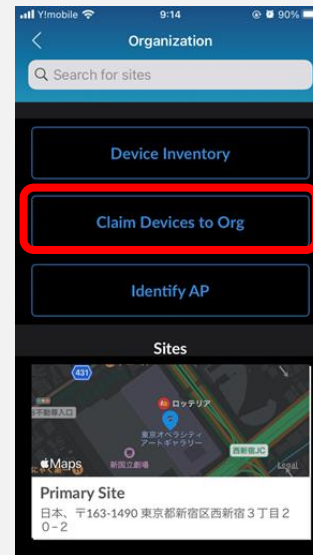 Y!mobile 9:14 90%
Organization
Search for sites
Device Inventory
Claim Devices to Org
Identify AP
Sites
431
ロッテリア
東京オペラシティ
アートギャラリー
新国立劇場
西新宿JC
Maps
Legal
Primary Site
日本、〒163-1490 東京都新宿区西新宿3丁目2
0-2